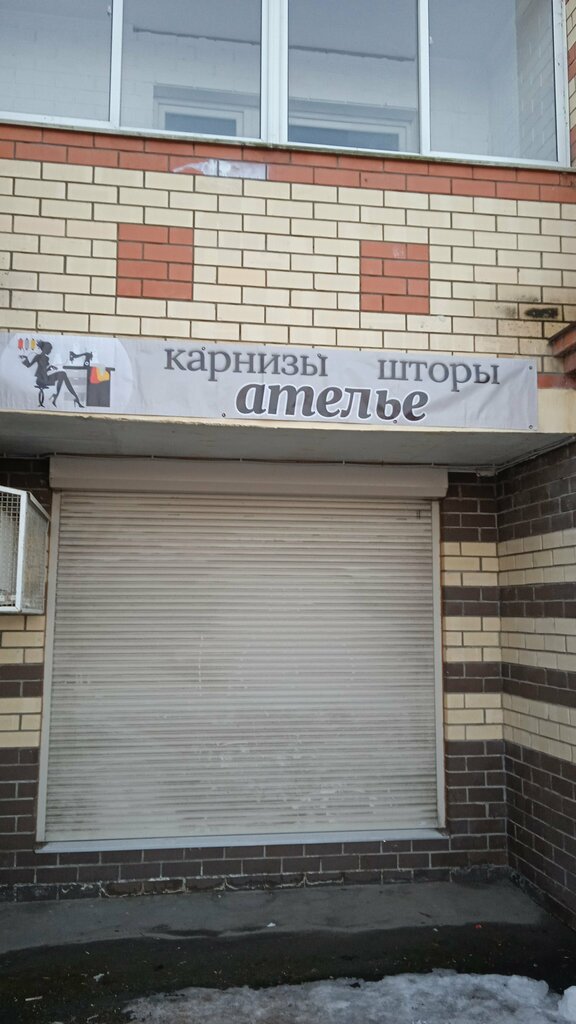 карнизы шторы
ателье